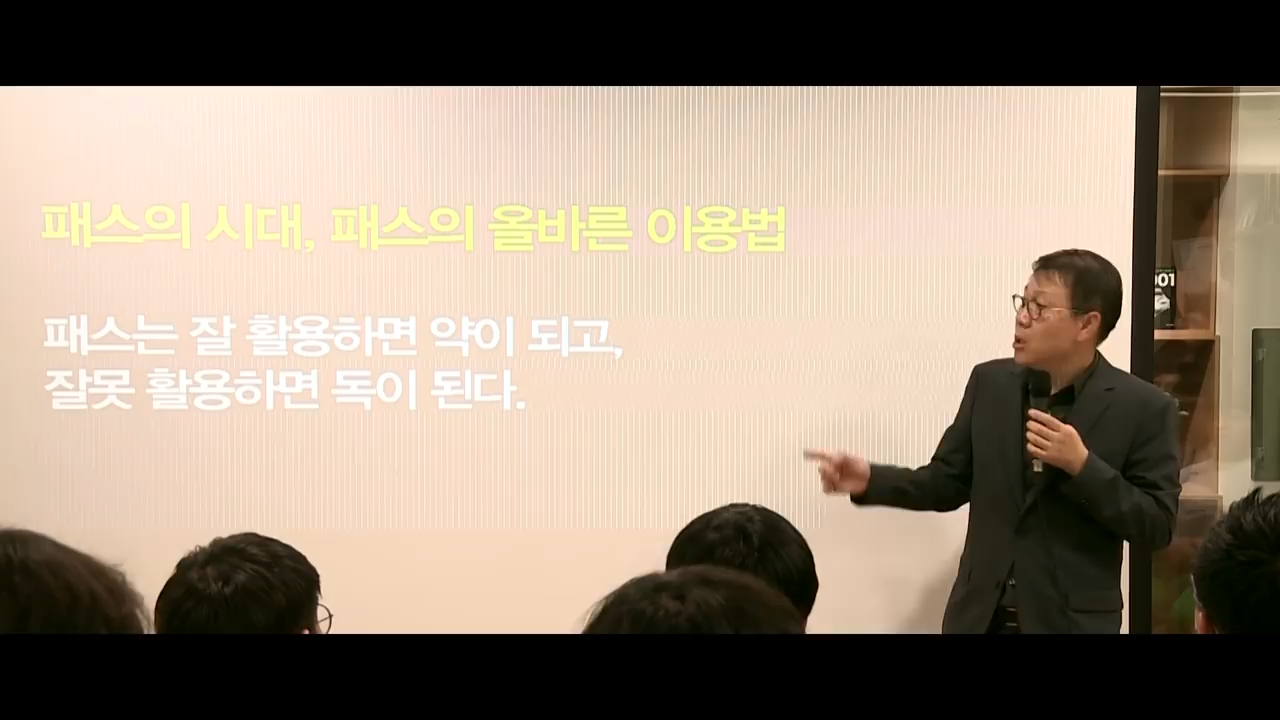 패스의 시대, 패스의 올바른 이용법
패스는 잘 활용하면 약이 되고,
잘못 활용하면 독이 된다.
001